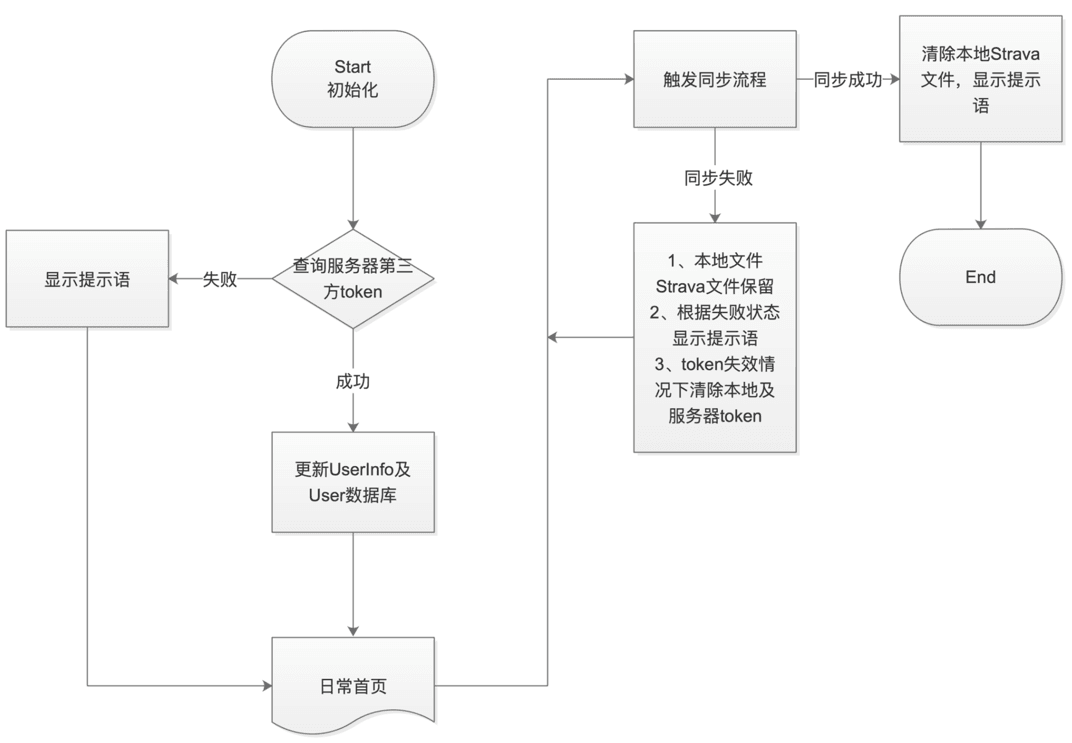 Start
初始化
查询服务器第三
方token
失败
显示提示语
成功
更新UserInfo及
User数据库
日常首页
触发同步流程
同步成功
清除本地Strava
文件，显示提示
语
End
同步失败
1、本地文件
Strava文件保留
2、根据失败状态
显示提示语
3、token失效情
况下清除本地及
服务器token